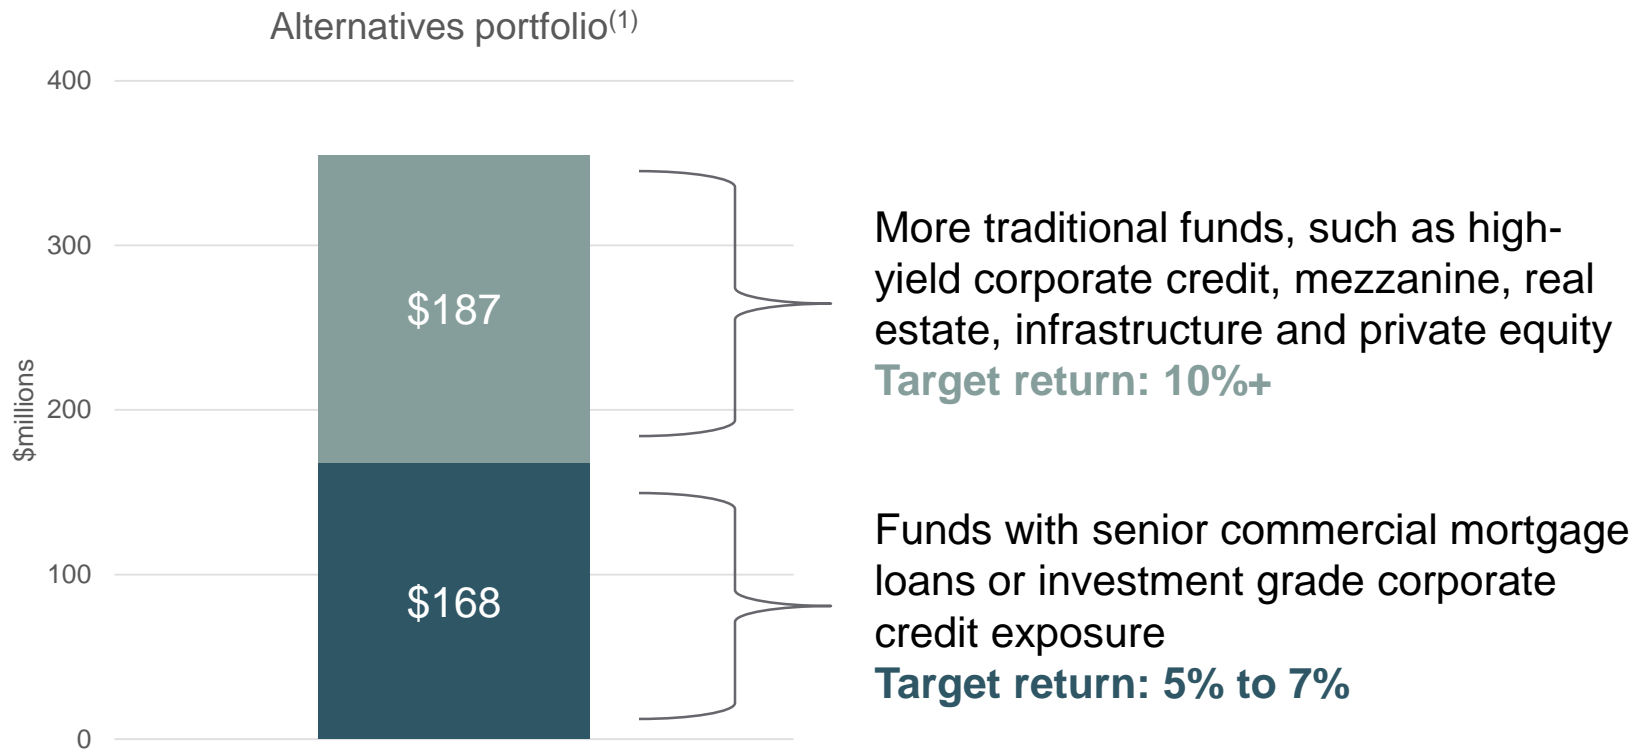 Alternatives portfolio(1)
400
300
200
100
0
$millions
$187
$168
More traditional funds, such as high-
yield corporate credit, mezzanine, real
estate, infrastructure and private equity
Target return: 10%+
Funds with senior commercial mortgage
loans or investment grade corporate
credit exposure
Target return: 5% to 7%